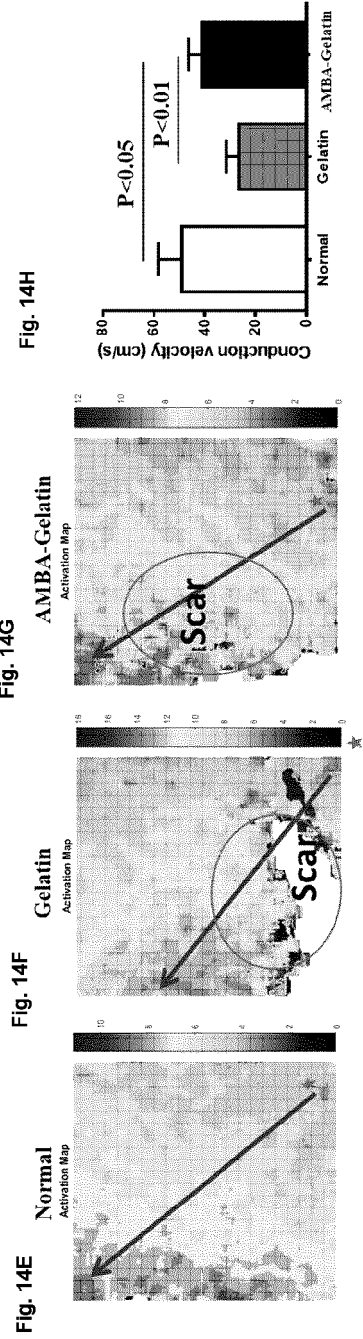 Fig. 14E
Normal
Activation Map
10
8
6
4
2
0
Fig. 14F
Gelatin
Activation Map
18
16
14
12
10
8
6
4
2
0
Scar
Fig. 14G
AMBA-Gelatin
Activation Map
12
10
8
6
4
2
0
Scar
Fig. 14H
Conduction velocity (cm/s)
80
60
40
20
0
P<0.05
P<0.01
Normal
Gelatin
AMBA-Gelatin